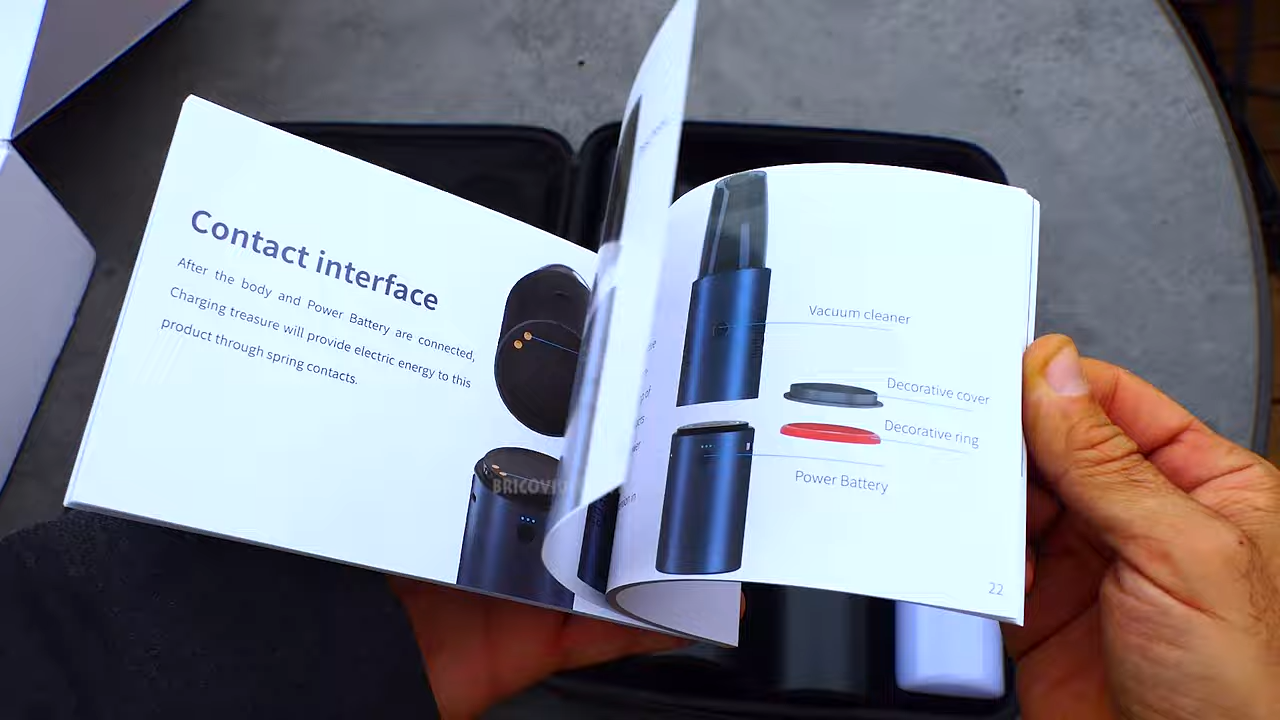 Contact interface
After the body and Power Battery are connected,
Charging treasure will provide electric energy to this
product through spring contacts.
BRICOVI
Vacuum cleaner
Decorative cover
Decorative ring
Power Battery
22